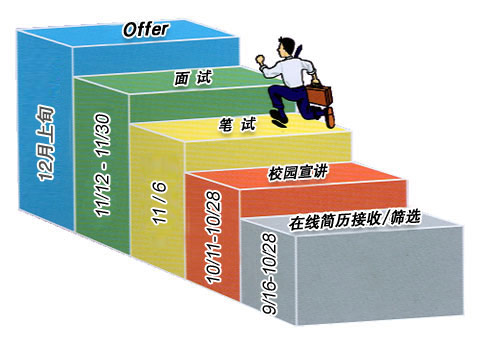 Offer
12月上旬
面试
11/12 - 11/30
笔试
11 / 6
校园宣讲
10/11-10/28
在线简历接收/筛选
9/16-10/28